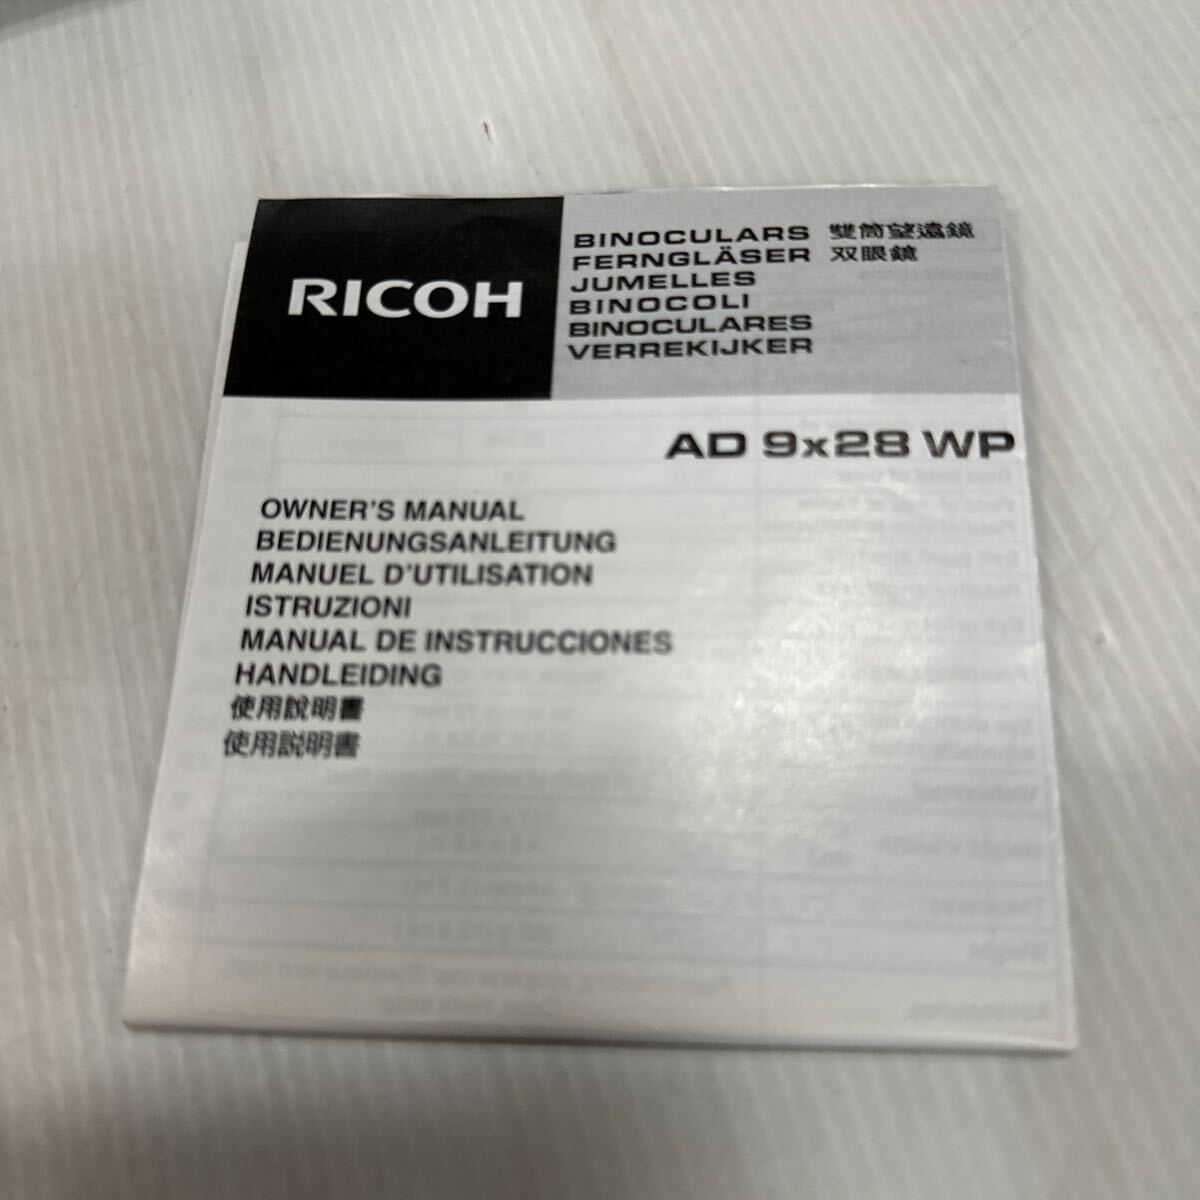 RICOH
BINOCULARS 雙筒望遠鏡
FERNGLÄSER 双眼鏡
JUMELLES
BINOCOLI
BINOCULARES
VERREKIJKER
AD 9x28 WP
OWNER'S MANUAL
BEDIENUNGSANLEITUNG
MANUEL D'UTILISATION
ISTRUZIONI
MANUAL DE INSTRUCCIONES
HANDLEIDING
使用說明書
使用説明書